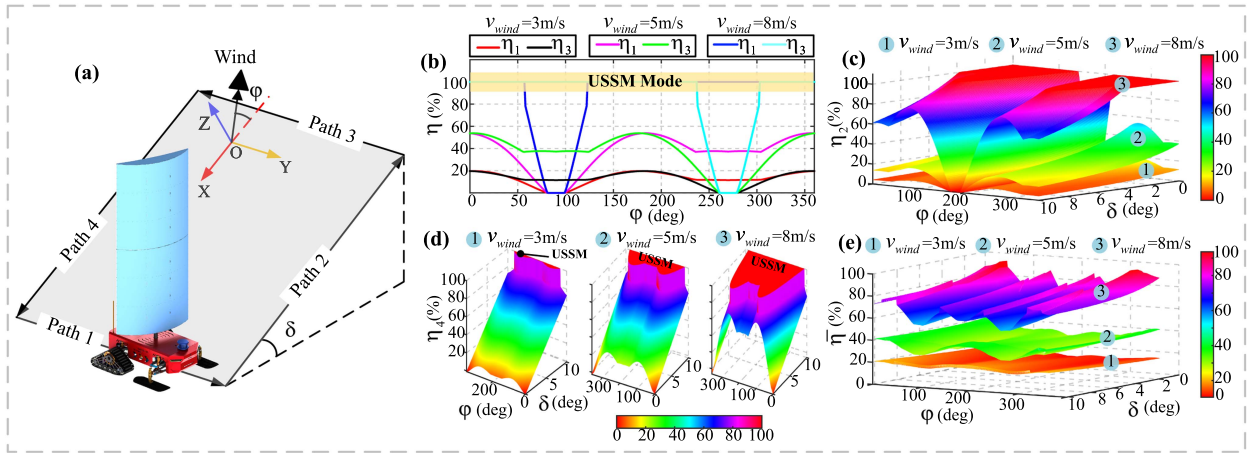 (a)
Wind
φ
Z
O
Y
X
Path 3
Path 4
Path 2
Path 1
δ
v_wind=3m/s v_wind=5m/s v_wind=8m/s
η1 η3 η1 η3 η1 η3
(b)
USSM Mode
η (%)
100
80
60
40
20
0 50 100 150 200 250 300 350
φ (deg)
(c)
1 v_wind=3m/s 2 v_wind=5m/s 3 v_wind=8m/s
η2(%)
100
80
60
40
20
0
3
2
1
100 200 300
φ (deg)
10 8 6 4 2 0
δ (deg)
100
80
60
40
20
0
(d)
1 v_wind=3m/s 2 v_wind=5m/s 3 v_wind=8m/s
USSM USSM USSM
η4(%)
100
80
60
40
20
200 0
φ (deg)
5 10
δ (deg)
300 100 0
5 10
300 100 0
5 10
0 20 40 60 80 100
(e)
1 v_wind=3m/s 2 v_wind=5m/s 3 v_wind=8m/s
η (%)
100
80
60
40
20
0
3
2
1
100 200 300
φ (deg)
10 8 6 4 2 0
δ (deg)
100
80
60
40
20
0